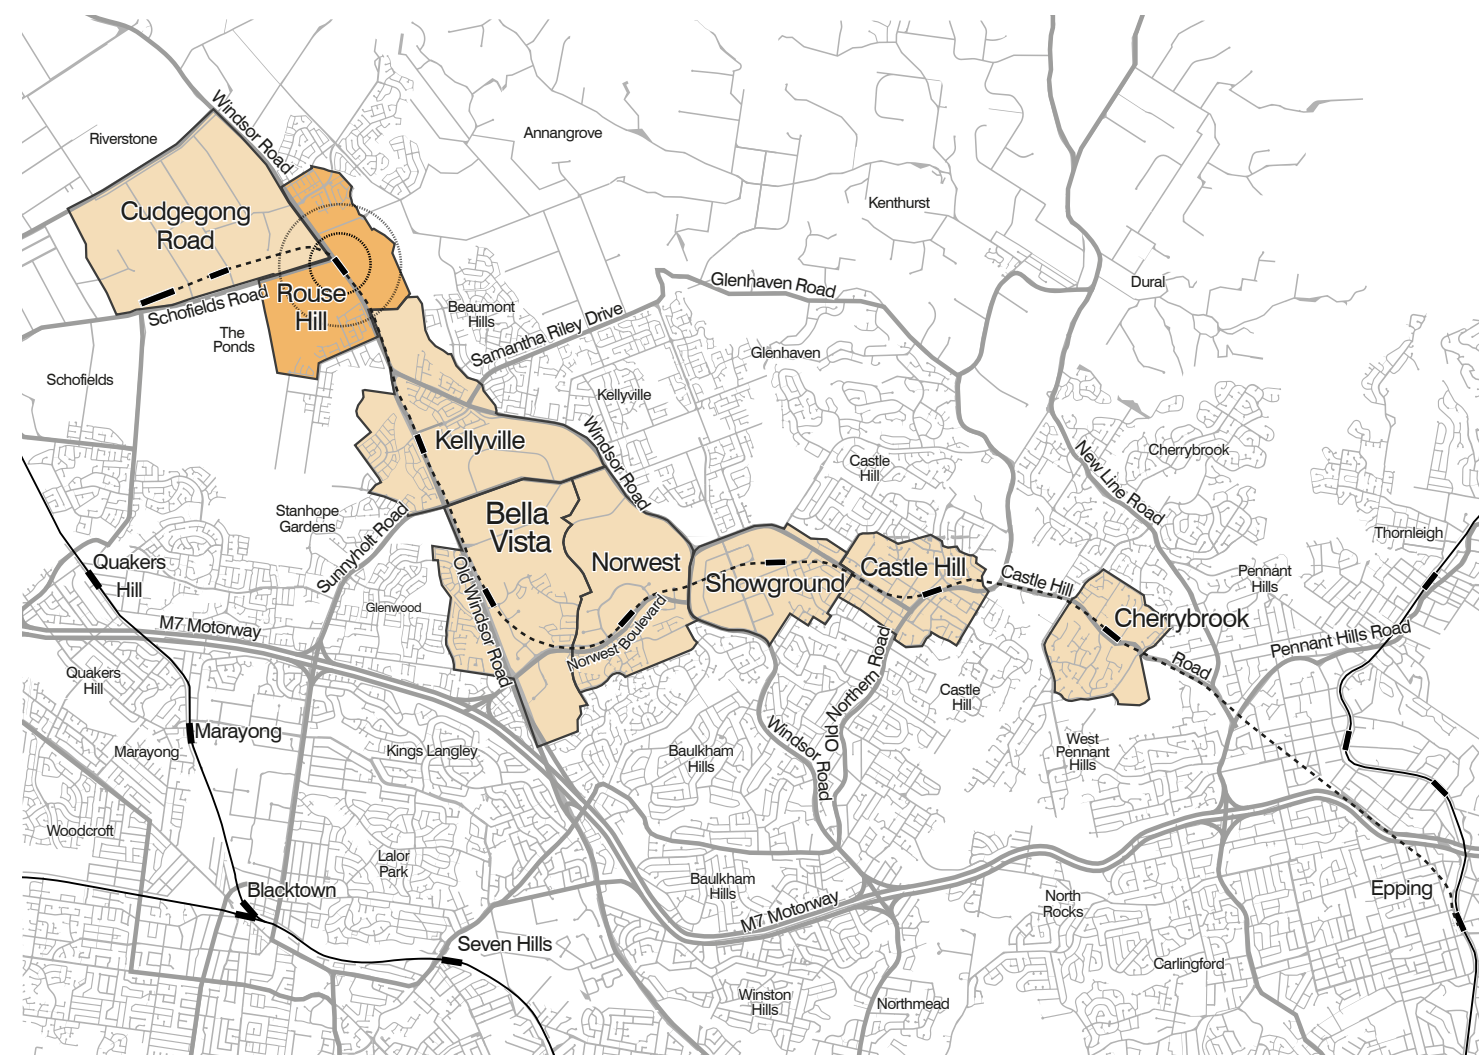 Windsor Road
Riverstone
Annangrove
Cudgegong
Road
Kenthurst
Schofields Road
Rouse
Hill
Beaumont
Hills
Samantha Riley Drive
Glenhaven Road
Dural
The
Ponds
Schofields
Glenhaven
Kellyville
Kellyville
Windsor Road
New Line Road
Cherrybrook
Castle
Hill
Stanhope
Gardens
Sunnyholt Road
Bella
Vista
Norwest
Showground
Castle Hill
Castle Hill
Road
Cherrybrook
Thornleigh
Pennant
Hills
Pennant Hills Road
Quakers
Hill
Glenwood
Old Windsor Road
Norwest Boulevard
M7 Motorway
Quakers
Hill
Marayong
Marayong
Kings Langley
Baulkham
Hills
Windsor Road
Old Northern Road
Castle
Hill
West
Pennant
Hills
Woodcroft
Lalor
Park
Blacktown
Baulkham
Hills
M7 Motorway
North
Rocks
Epping
Seven Hills
Carlingford
Winston
Hills
Northmead